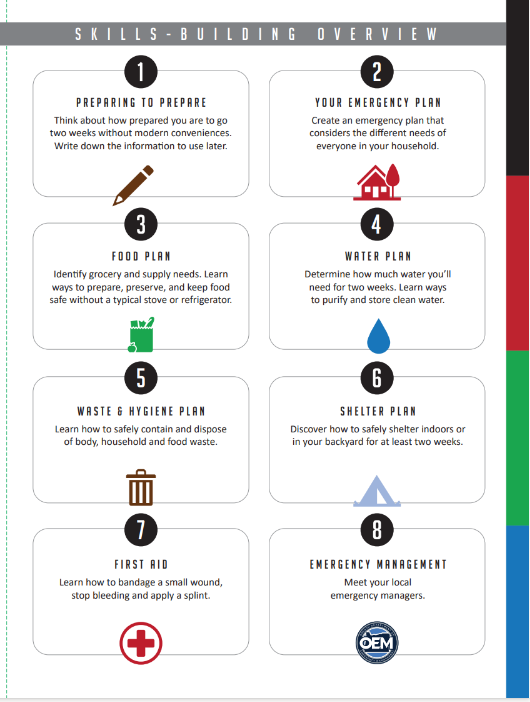 SKILLS-BUILDING OVERVIEW
1
PREPARING TO PREPARE
Think about how prepared you are to go
two weeks without modern conveniences.
Write down the information to use later.
2
YOUR EMERGENCY PLAN
Create an emergency plan that
considers the different needs of
everyone in your household.
3
FOOD PLAN
Identify grocery and supply needs. Learn
ways to prepare, preserve, and keep food
safe without a typical stove or refrigerator.
4
WATER PLAN
Determine how much water you'll
need for two weeks. Learn ways
to purify and store clean water.
5
WASTE & HYGIENE PLAN
Learn how to safely contain and dispose
of body, household and food waste.
6
SHELTER PLAN
Discover how to safely shelter indoors or
in your backyard for at least two weeks.
7
FIRST AID
Learn how to bandage a small wound,
stop bleeding and apply a splint.
8
EMERGENCY MANAGEMENT
Meet your local
emergency managers.
OEM